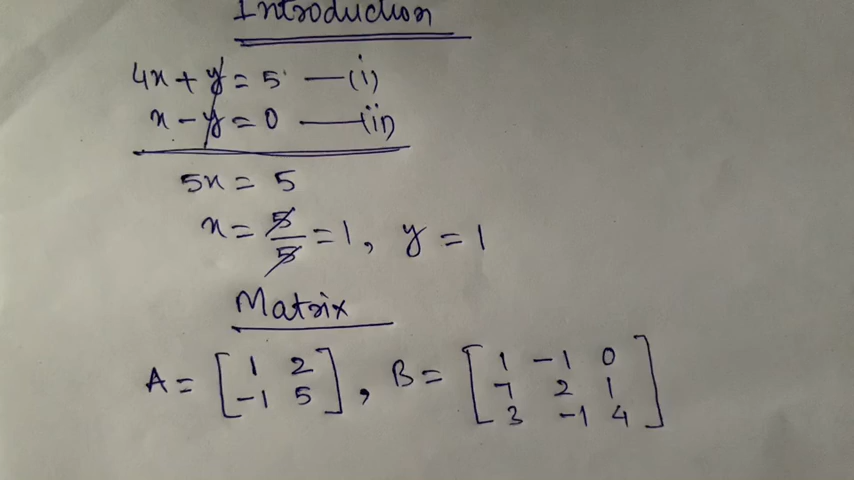 Introduction
4x + y = 5 —(i)
x - y = 0 —(ii)
5x = 5
x = 5/5 = 1, y = 1
Matrix
A = [1 2
-1 5], B = [1 -1 0
7 2 1
3 -1 4]